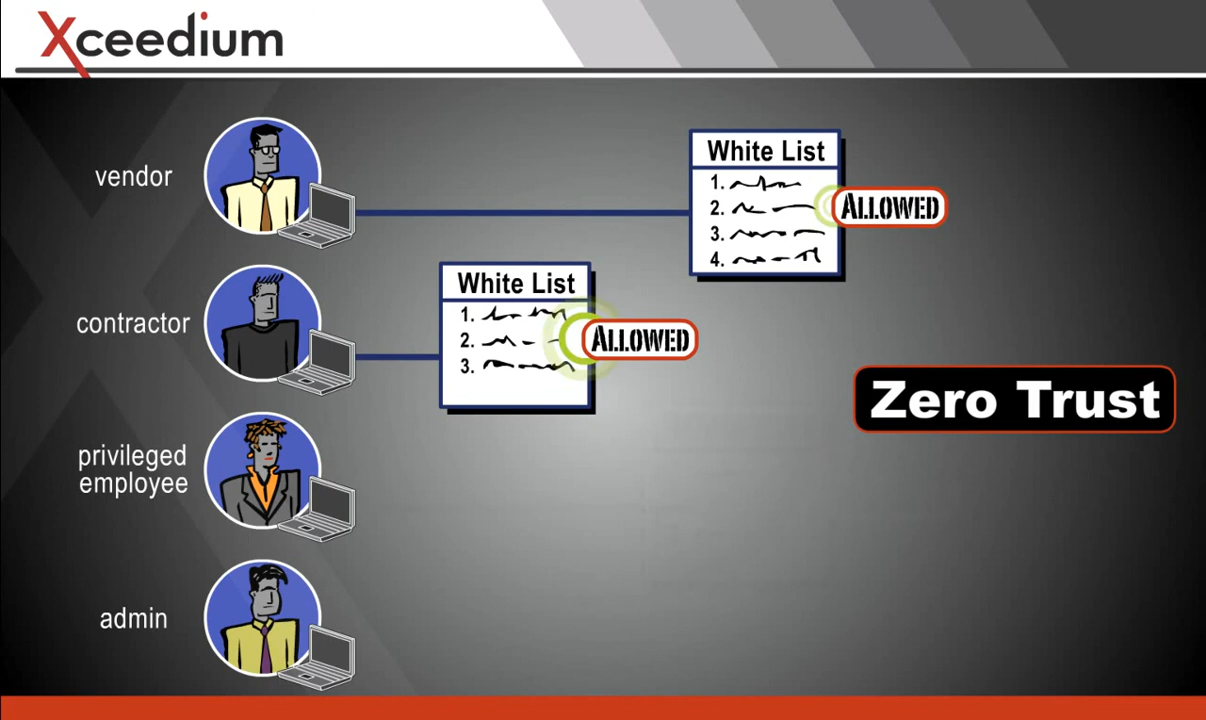 Xceedium
vendor
White List
1.
2.
3.
4.
ALLOWED
contractor
White List
1.
2.
3.
ALLOWED
Zero Trust
privileged
employee
admin